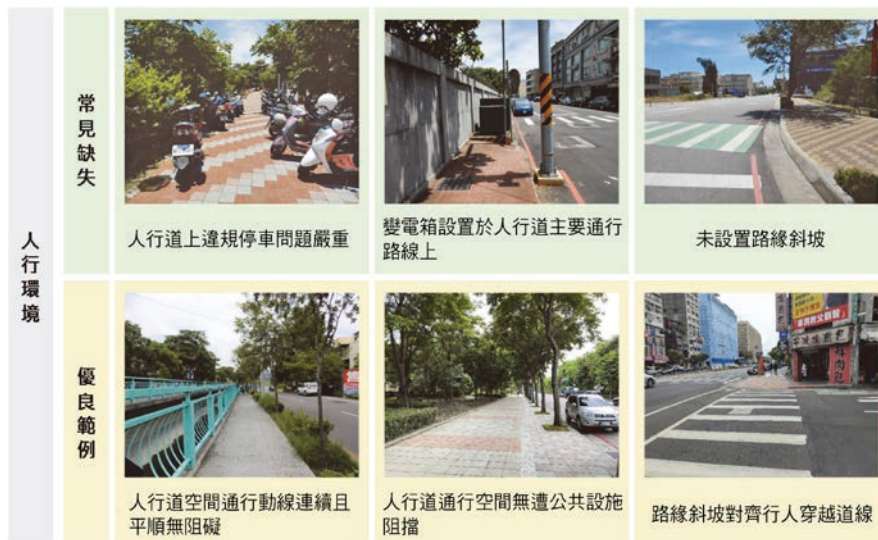 人行環境
常見缺失
人行道上違規停車問題嚴重
變電箱設置於人行道主要通行
路線上
未設置路緣斜坡
優良範例
人行道空間通行動線連續且
平順無阻礙
人行道通行空間無遭公共設施
阻擋
路緣斜坡對齊行人穿越道線